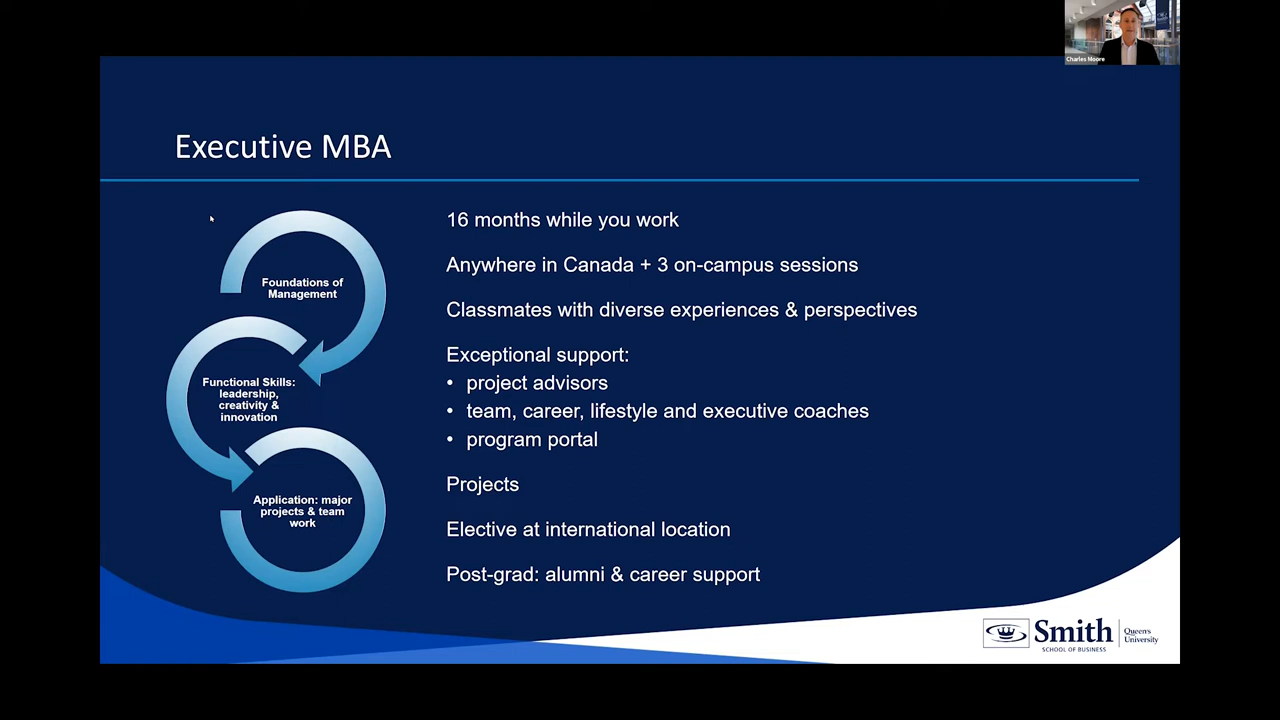 Charles Moore
Executive MBA
Foundations of
Management
Functional Skills:
leadership,
creativity &
innovation
Application: major
projects & team
work
16 months while you work
Anywhere in Canada + 3 on-campus sessions
Classmates with diverse experiences & perspectives
Exceptional support:
• project advisors
• team, career, lifestyle and executive coaches
• program portal
Projects
Elective at international location
Post-grad: alumni & career support
Smith
SCHOOL OF BUSINESS
Queen's
University